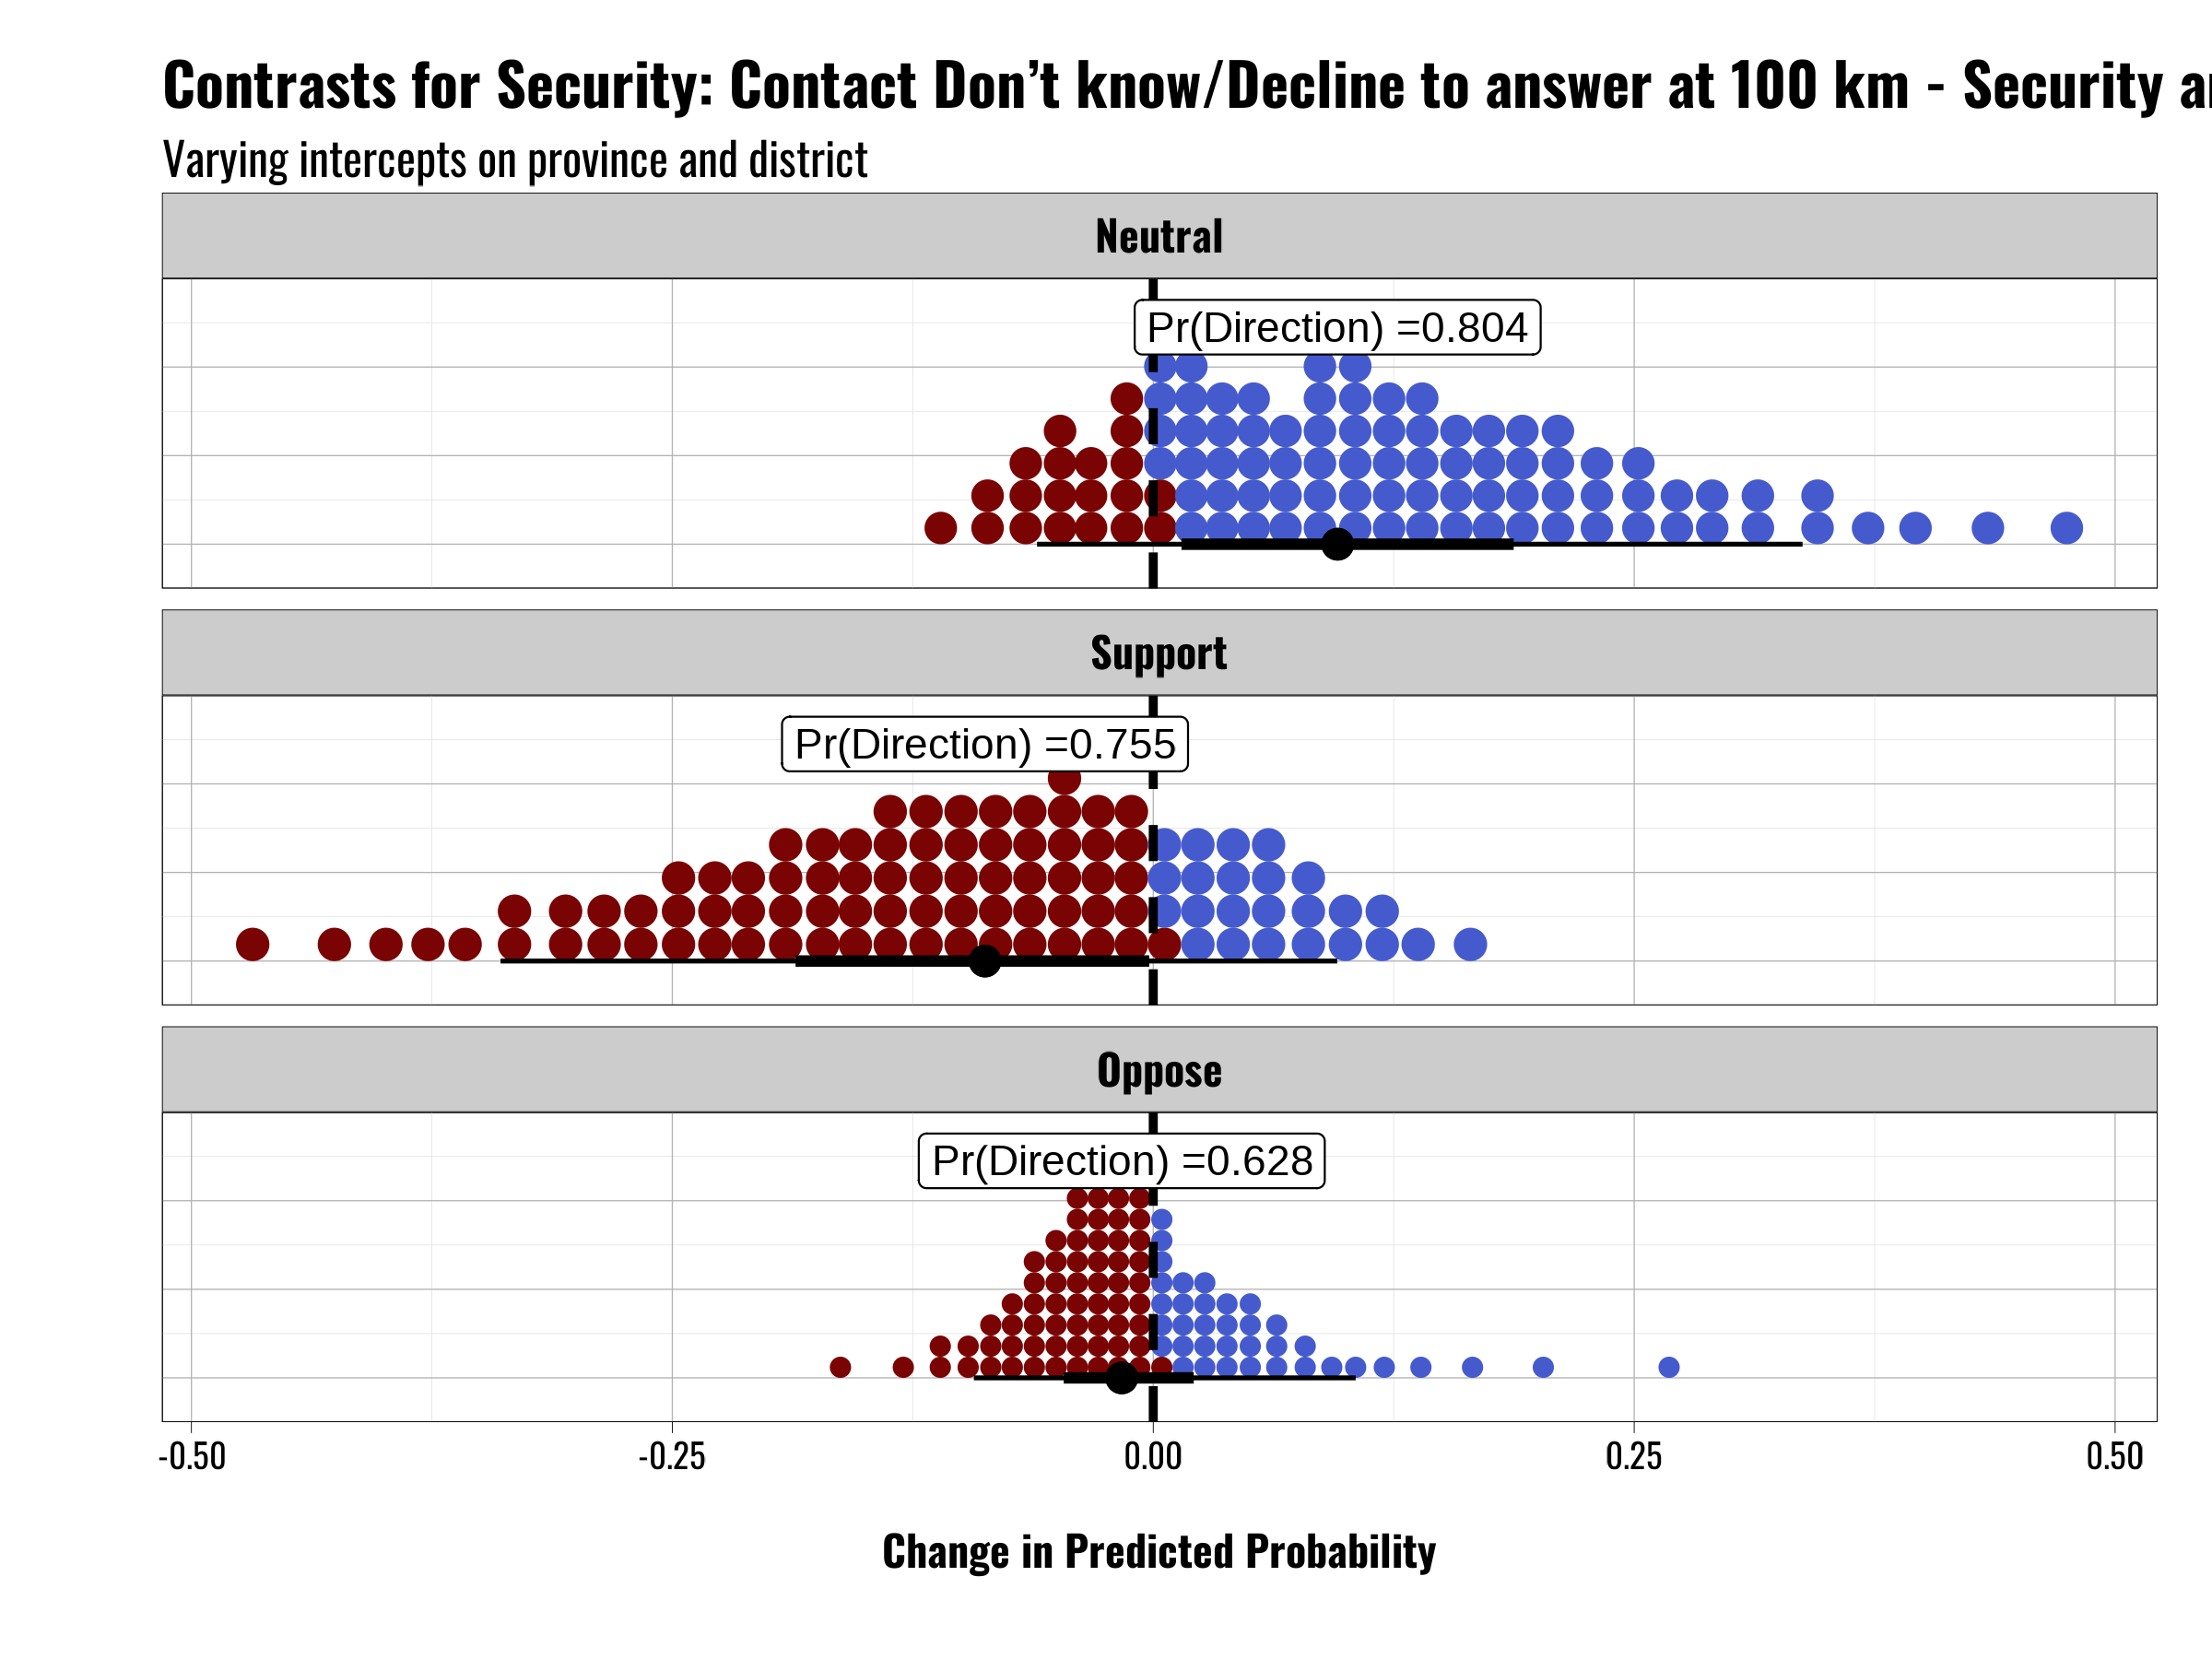 Contrasts for Security: Contact Don’t know/Decline to answer at 100 km - Security
Varying intercepts on province and district
Neutral
Pr(Direction) =0.804
Support
Pr(Direction) =0.755
Oppose
Pr(Direction) =0.628
-0.50 -0.25 0.00 0.25 0.50
Change in Predicted Probability